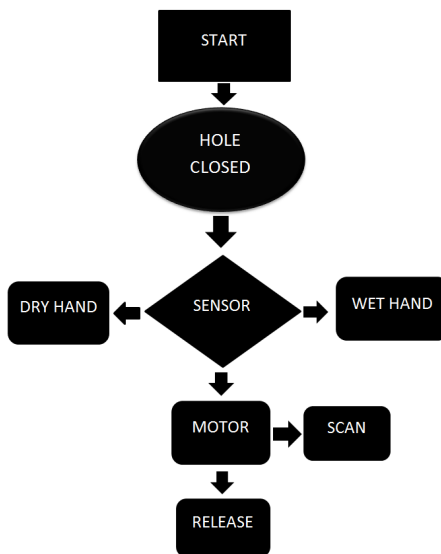 START
HOLE
CLOSED
DRY HAND
SENSOR
WET HAND
MOTOR
SCAN
RELEASE